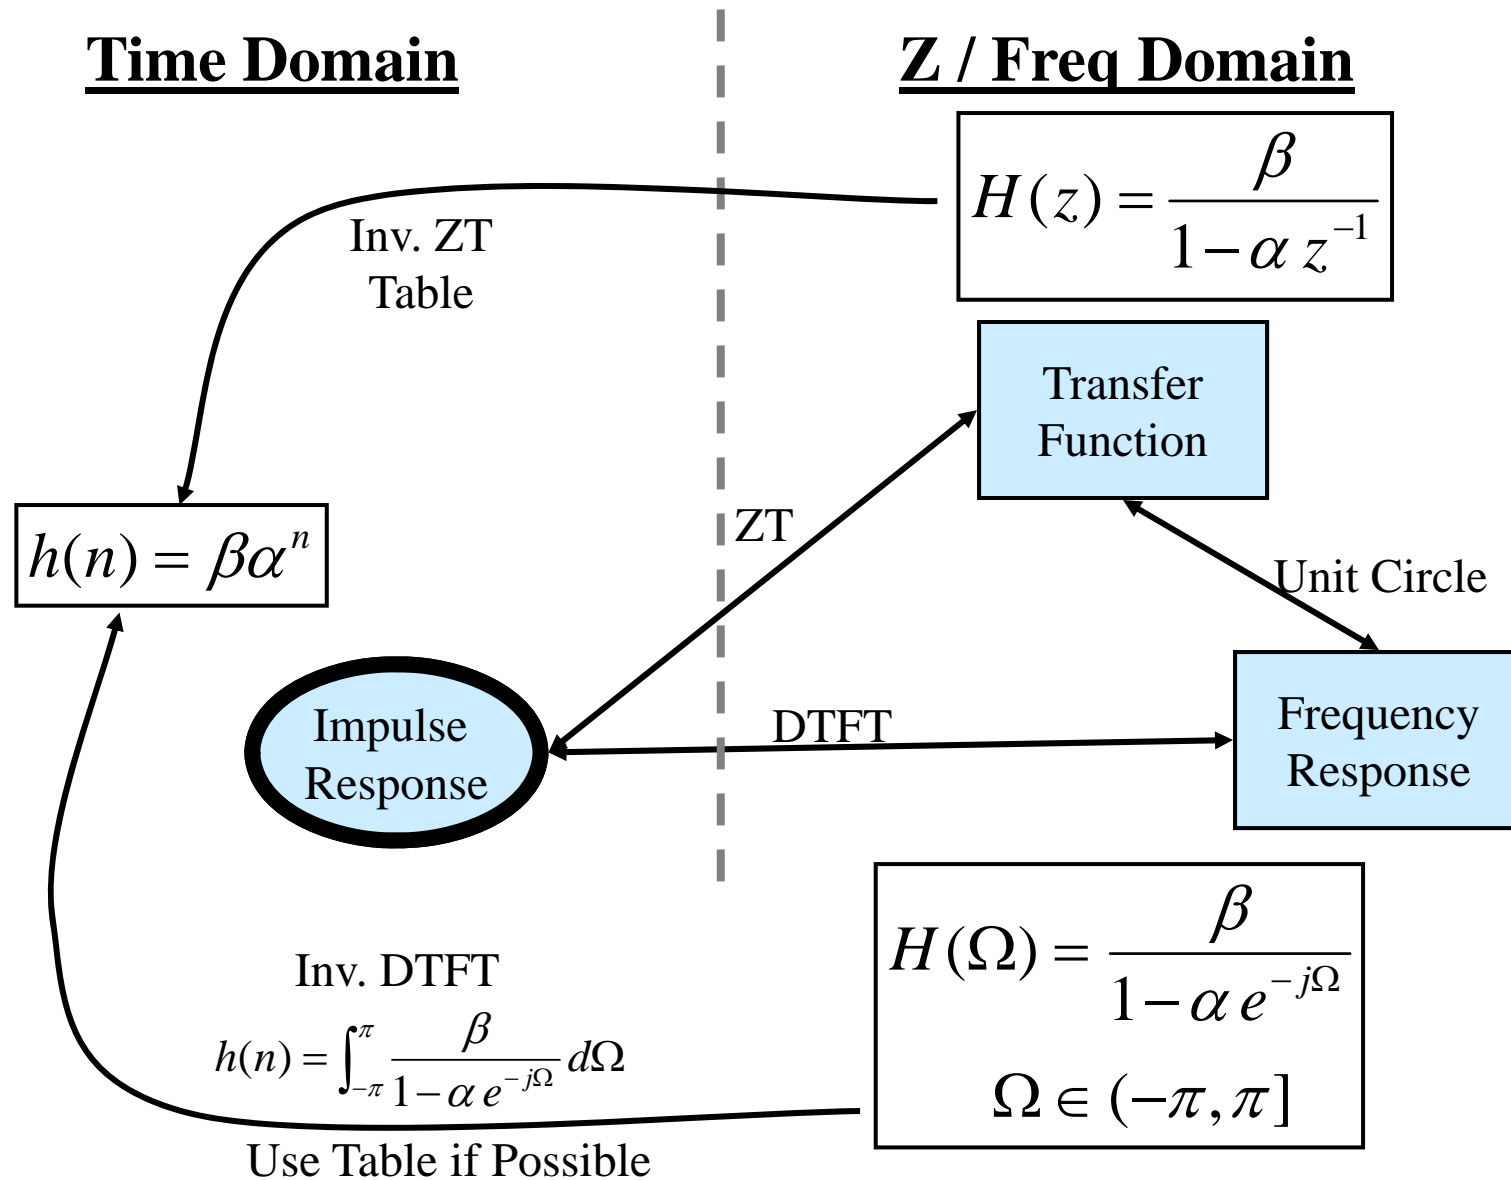 Time Domain
Z / Freq Domain
H(z) = β / (1 − α z⁻¹)
Inv. ZT
Table
Transfer
Function
ZT
h(n) = βαⁿ
Unit Circle
Impulse
Response
DTFT
Frequency
Response
Inv. DTFT
h(n) = ∫_{−π}^{π} β / (1 − α e^{−jΩ}) dΩ
H(Ω) = β / (1 − α e^{−jΩ})
Ω ∈ (−π, π]
Use Table if Possible